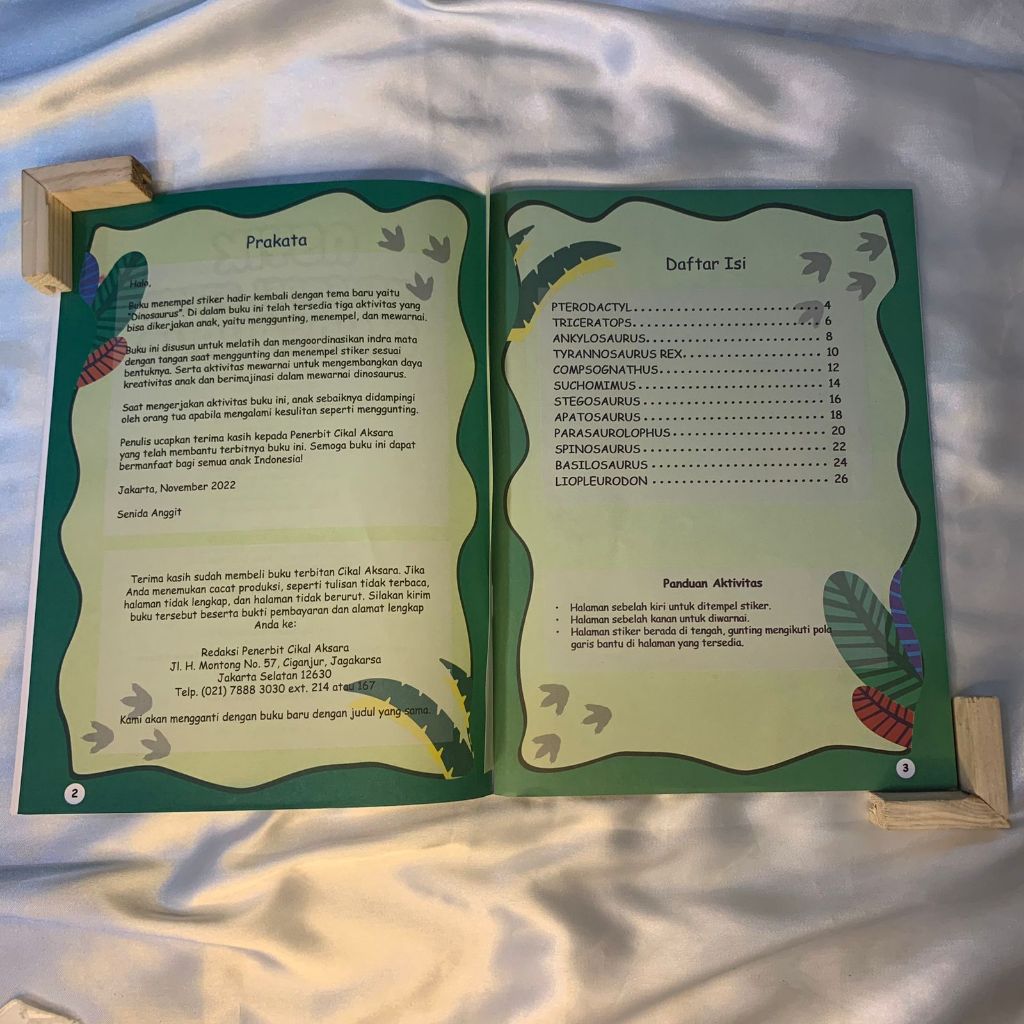 Prakata
Halo,
Buku menempel stiker hadir kembali dengan tema baru yaitu
"Dinosaurus". Di dalam buku ini telah tersedia tiga aktivitas yang
bisa dikerjakan anak, yaitu menggunting, menempel, dan mewarnai.
Buku ini disusun untuk melatih dan mengoordinasikan indra mata
dengan tangan saat menggunting dan menempel stiker sesuai
bentuknya. Serta aktivitas mewarnai untuk mengembangkan daya
kreativitas anak dan berimajinasi dalam mewarnai dinosaurus.
Saat mengerjakan aktivitas buku ini, anak sebaiknya didampingi
oleh orang tua apabila mengalami kesulitan seperti menggunting.
Penulis ucapkan terima kasih kepada Penerbit Cikal Aksara
yang telah membantu terbitnya buku ini. Semoga buku ini dapat
bermanfaat bagi semua anak Indonesia!
Jakarta, November 2022
Senida Anggit
Terima kasih sudah membeli buku terbitan Cikal Aksara. Jika
Anda menemukan cacat produksi, seperti tulisan tidak terbaca,
halaman tidak lengkap, dan halaman tidak berurut. Silakan kirim
buku tersebut beserta bukti pembayaran dan alamat lengkap
Anda ke:
Redaksi Penerbit Cikal Aksara
Jl. H. Montong No. 57, Ciganjur, Jagakarsa
Jakarta Selatan 12630
Telp. (021) 7888 3030 ext. 214 atau 167
Kami akan mengganti dengan buku baru dengan judul yang sama.
2
Daftar Isi
PTERODACTYL........................ 4
TRICERATOPS........................ 6
ANKYLOSAURUS........................ 8
TYRANNOSAURUS REX.................. 10
COMPSOGNATHUS...................... 12
SUCHOMIMUS........................ 14
STEGOSAURUS........................ 16
APATOSAURUS........................ 18
PARASAUROLOPHUS.................... 20
SPINOSAURUS........................ 22
BASILOSAURUS....................... 24
LIOPLEURODON....................... 26
Panduan Aktivitas
• Halaman sebelah kiri untuk ditempel stiker.
• Halaman sebelah kanan untuk diwarnai.
• Halaman stiker berada di tengah, gunting mengikuti pola
garis bantu di halaman yang tersedia.
3